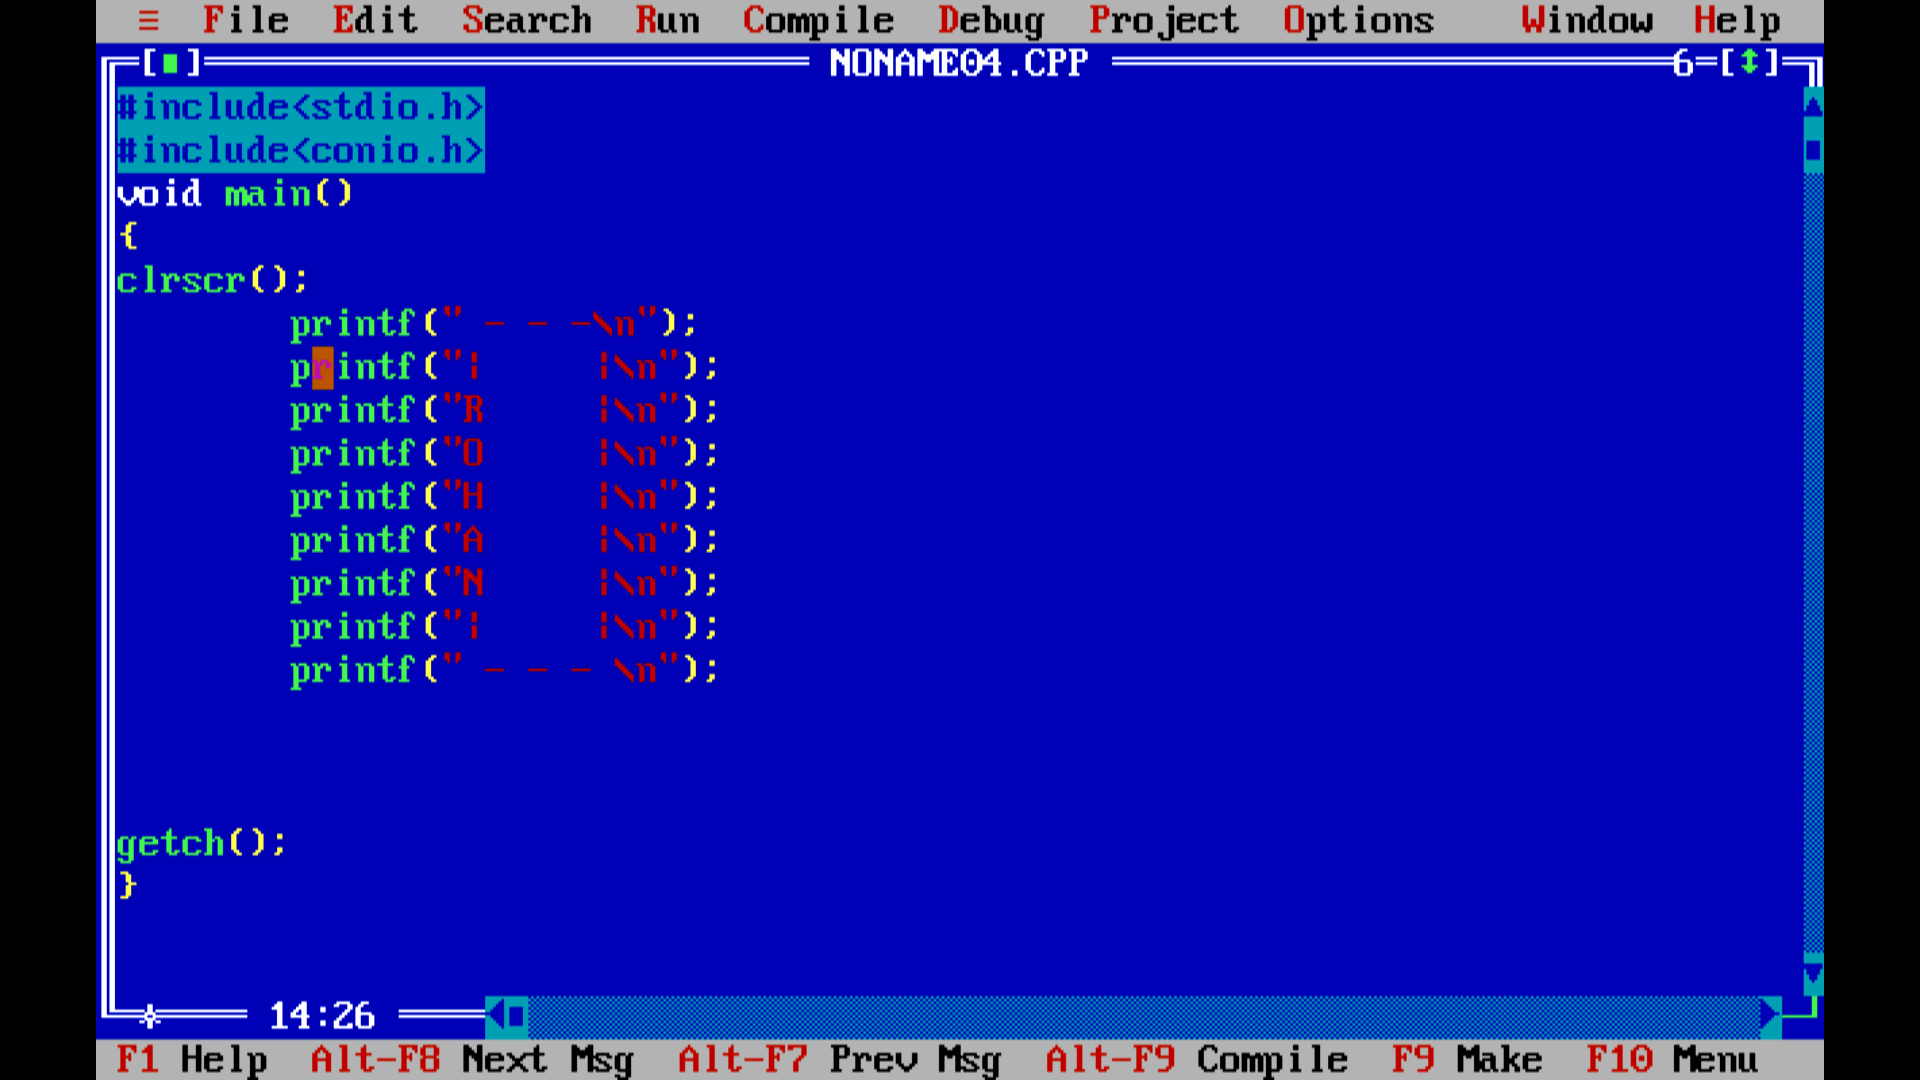 ≡ File Edit Search Run Compile Debug Project Options Window Help
[■] NONAME04.CPP 6=[↕]
#include<stdio.h>
#include<conio.h>
void main()
{
clrscr();
        printf(" - - -\n");
        printf("|     |\n");
        printf("R     |\n");
        printf("O     |\n");
        printf("H     |\n");
        printf("A     |\n");
        printf("N     |\n");
        printf("|     |\n");
        printf(" - - - \n");
getch();
}
14:26
F1 Help Alt-F8 Next Msg Alt-F7 Prev Msg Alt-F9 Compile F9 Make F10 Menu